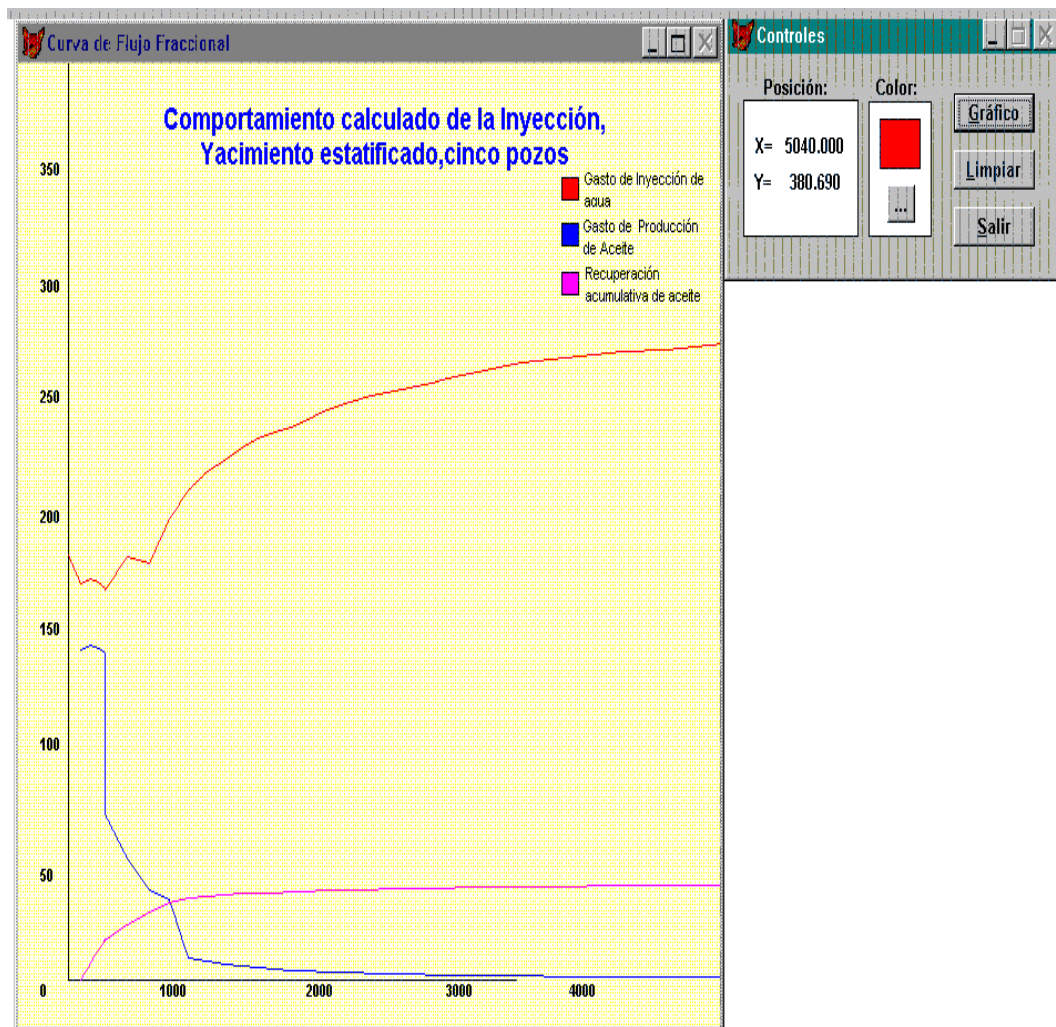 Curva de Flujo Fraccional
Comportamiento calculado de la Inyección,
Yacimiento estatificado,cinco pozos
Gasto de Inyección de
agua
Gasto de Producción
de Aceite
Recuperación
acumulativa de aceite
350
300
250
200
150
100
50
0 1000 2000 3000 4000
Controles
Posición:
X= 5040.000
Y= 380.690
Color:
...
Gráfico
Limpiar
Salir